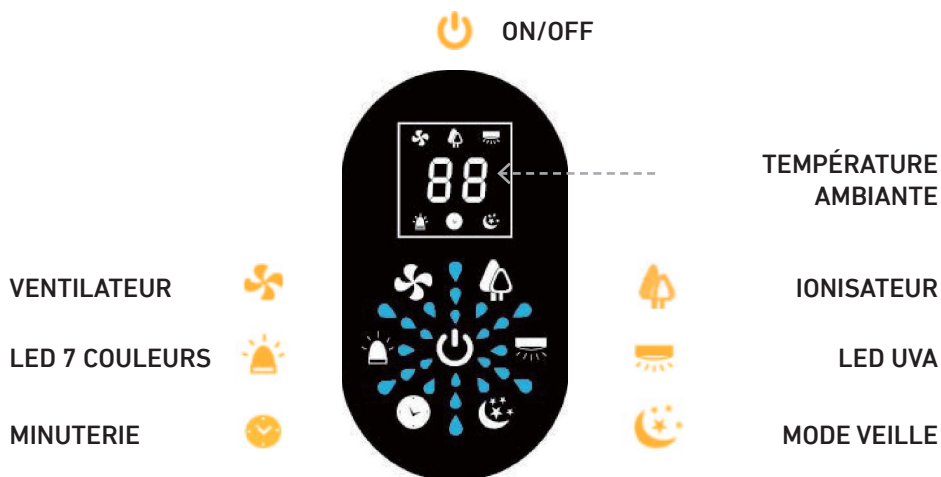 ON/OFF
88
TEMPÉRATURE
AMBIANTE
VENTILATEUR
IONISATEUR
LED 7 COULEURS
LED UVA
MINUTERIE
MODE VEILLE